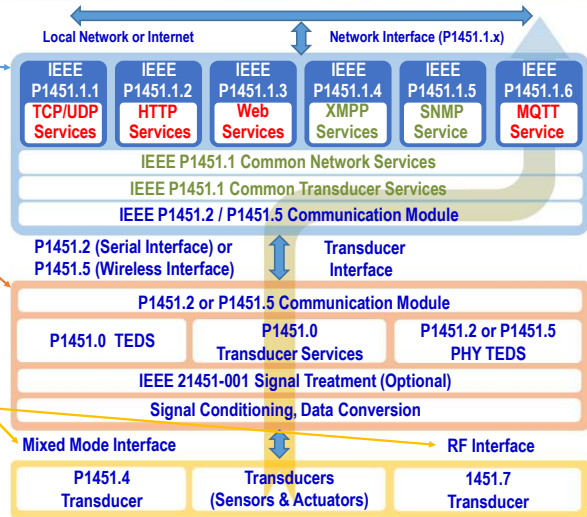 Local Network or Internet
Network Interface (P1451.1.x)
IEEE
P1451.1.1
TCP/UDP
Services
IEEE
P1451.1.2
HTTP
Services
IEEE
P1451.1.3
Web
Services
IEEE
P1451.1.4
XMPP
Services
IEEE
P1451.1.5
SNMP
Service
IEEE
P1451.1.6
MQTT
Service
IEEE P1451.1 Common Network Services
IEEE P1451.1 Common Transducer Services
IEEE P1451.2 / P1451.5 Communication Module
P1451.2 (Serial Interface) or
P1451.5 (Wireless Interface)
Transducer
Interface
P1451.2 or P1451.5 Communication Module
P1451.0 TEDS
P1451.0
Transducer Services
P1451.2 or P1451.5
PHY TEDS
IEEE 21451-001 Signal Treatment (Optional)
Signal Conditioning, Data Conversion
Mixed Mode Interface
RF Interface
P1451.4
Transducer
Transducers
(Sensors & Actuators)
1451.7
Transducer